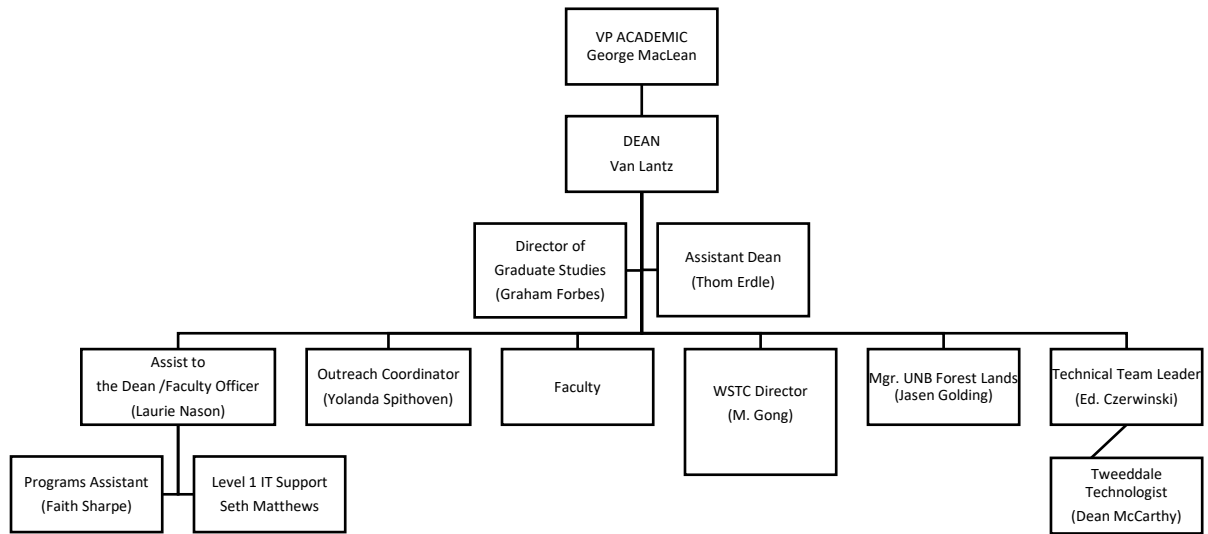 VP ACADEMIC
George MacLean
DEAN
Van Lantz
Director of
Graduate Studies
(Graham Forbes)
Assistant Dean
(Thom Erdle)
Assist to
the Dean /Faculty Officer
(Laurie Nason)
Outreach Coordinator
(Yolanda Spithoven)
Faculty
WSTC Director
(M. Gong)
Mgr. UNB Forest Lands
(Jasen Golding)
Technical Team Leader
(Ed. Czerwinski)
Programs Assistant
(Faith Sharpe)
Level 1 IT Support
Seth Matthews
Tweeddale
Technologist
(Dean McCarthy)